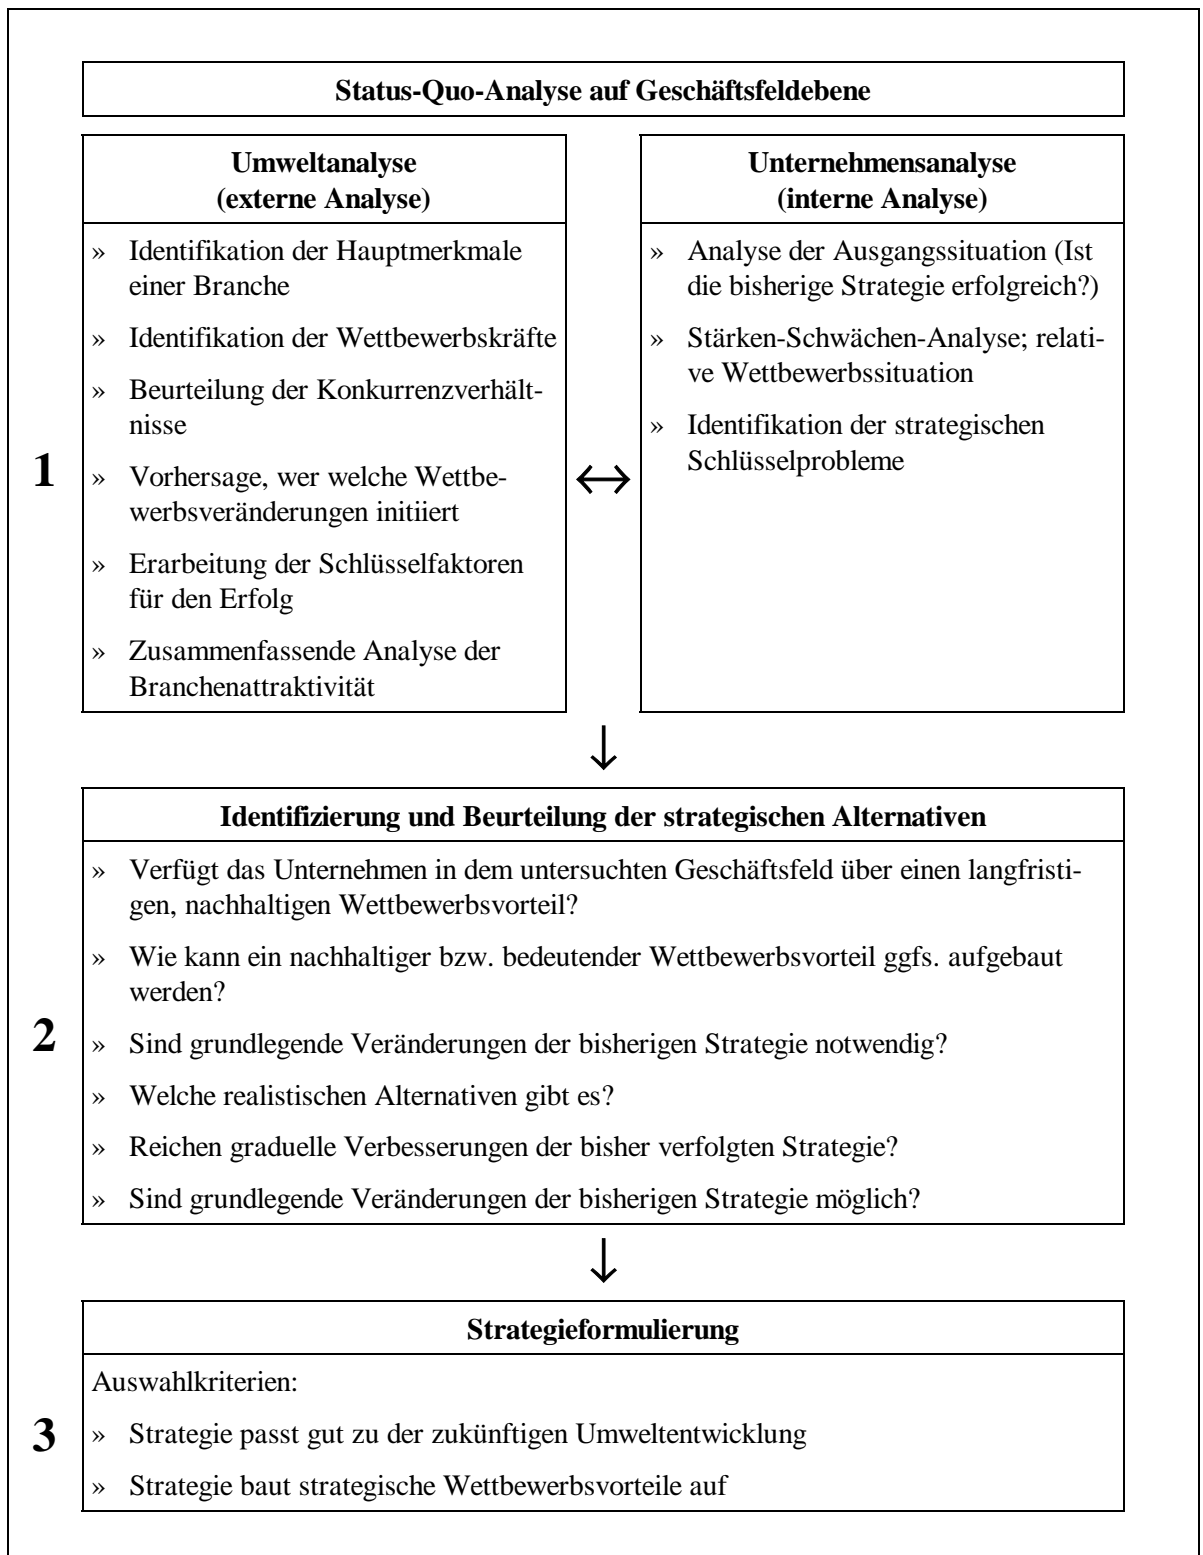 Status-Quo-Analyse auf Geschäftsfeldebene
Umweltanalyse
(externe Analyse)
» Identifikation der Hauptmerkmale
einer Branche
» Identifikation der Wettbewerbskräfte
» Beurteilung der Konkurrenzverhält-
nisse
1
» Vorhersage, wer welche Wettbe-
werbsveränderungen initiiert
» Erarbeitung der Schlüsselfaktoren
für den Erfolg
» Zusammenfassende Analyse der
Branchenattraktivität
↔
Unternehmensanalyse
(interne Analyse)
» Analyse der Ausgangssituation (Ist
die bisherige Strategie erfolgreich?)
» Stärken-Schwächen-Analyse; relati-
ve Wettbewerbssituation
» Identifikation der strategischen
Schlüsselprobleme
↓
Identifizierung und Beurteilung der strategischen Alternativen
» Verfügt das Unternehmen in dem untersuchten Geschäftsfeld über einen langfristi-
gen, nachhaltigen Wettbewerbsvorteil?
» Wie kann ein nachhaltiger bzw. bedeutender Wettbewerbsvorteil ggfs. aufgebaut
werden?
2
» Sind grundlegende Veränderungen der bisherigen Strategie notwendig?
» Welche realistischen Alternativen gibt es?
» Reichen graduelle Verbesserungen der bisher verfolgten Strategie?
» Sind grundlegende Veränderungen der bisherigen Strategie möglich?
↓
Strategieformulierung
Auswahlkriterien:
3
» Strategie passt gut zu der zukünftigen Umweltentwicklung
» Strategie baut strategische Wettbewerbsvorteile auf